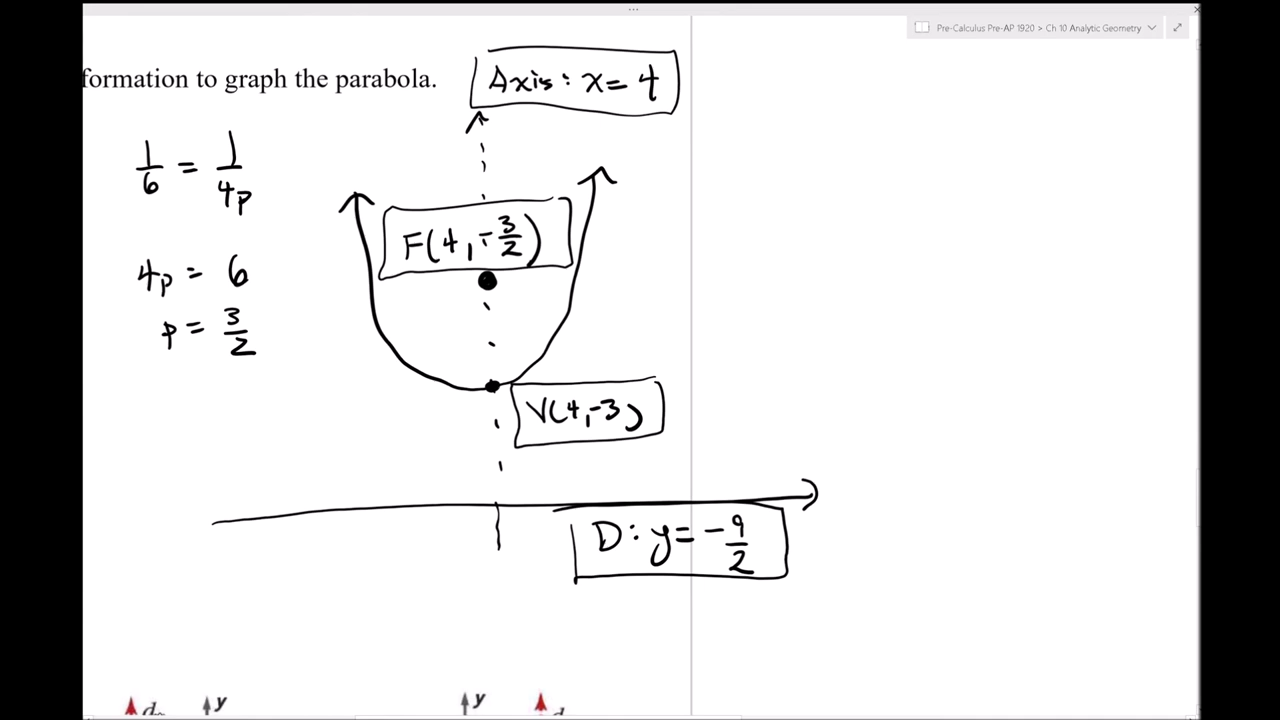 Pre-Calculus Pre-AP 1920 > Ch 10 Analytic Geometry
formation to graph the parabola.
Axis: x = 4
1/6 = 1/4p
F(4, -3/2)
4p = 6
p = 3/2
V(4, -3)
D: y = -9/2
y
y